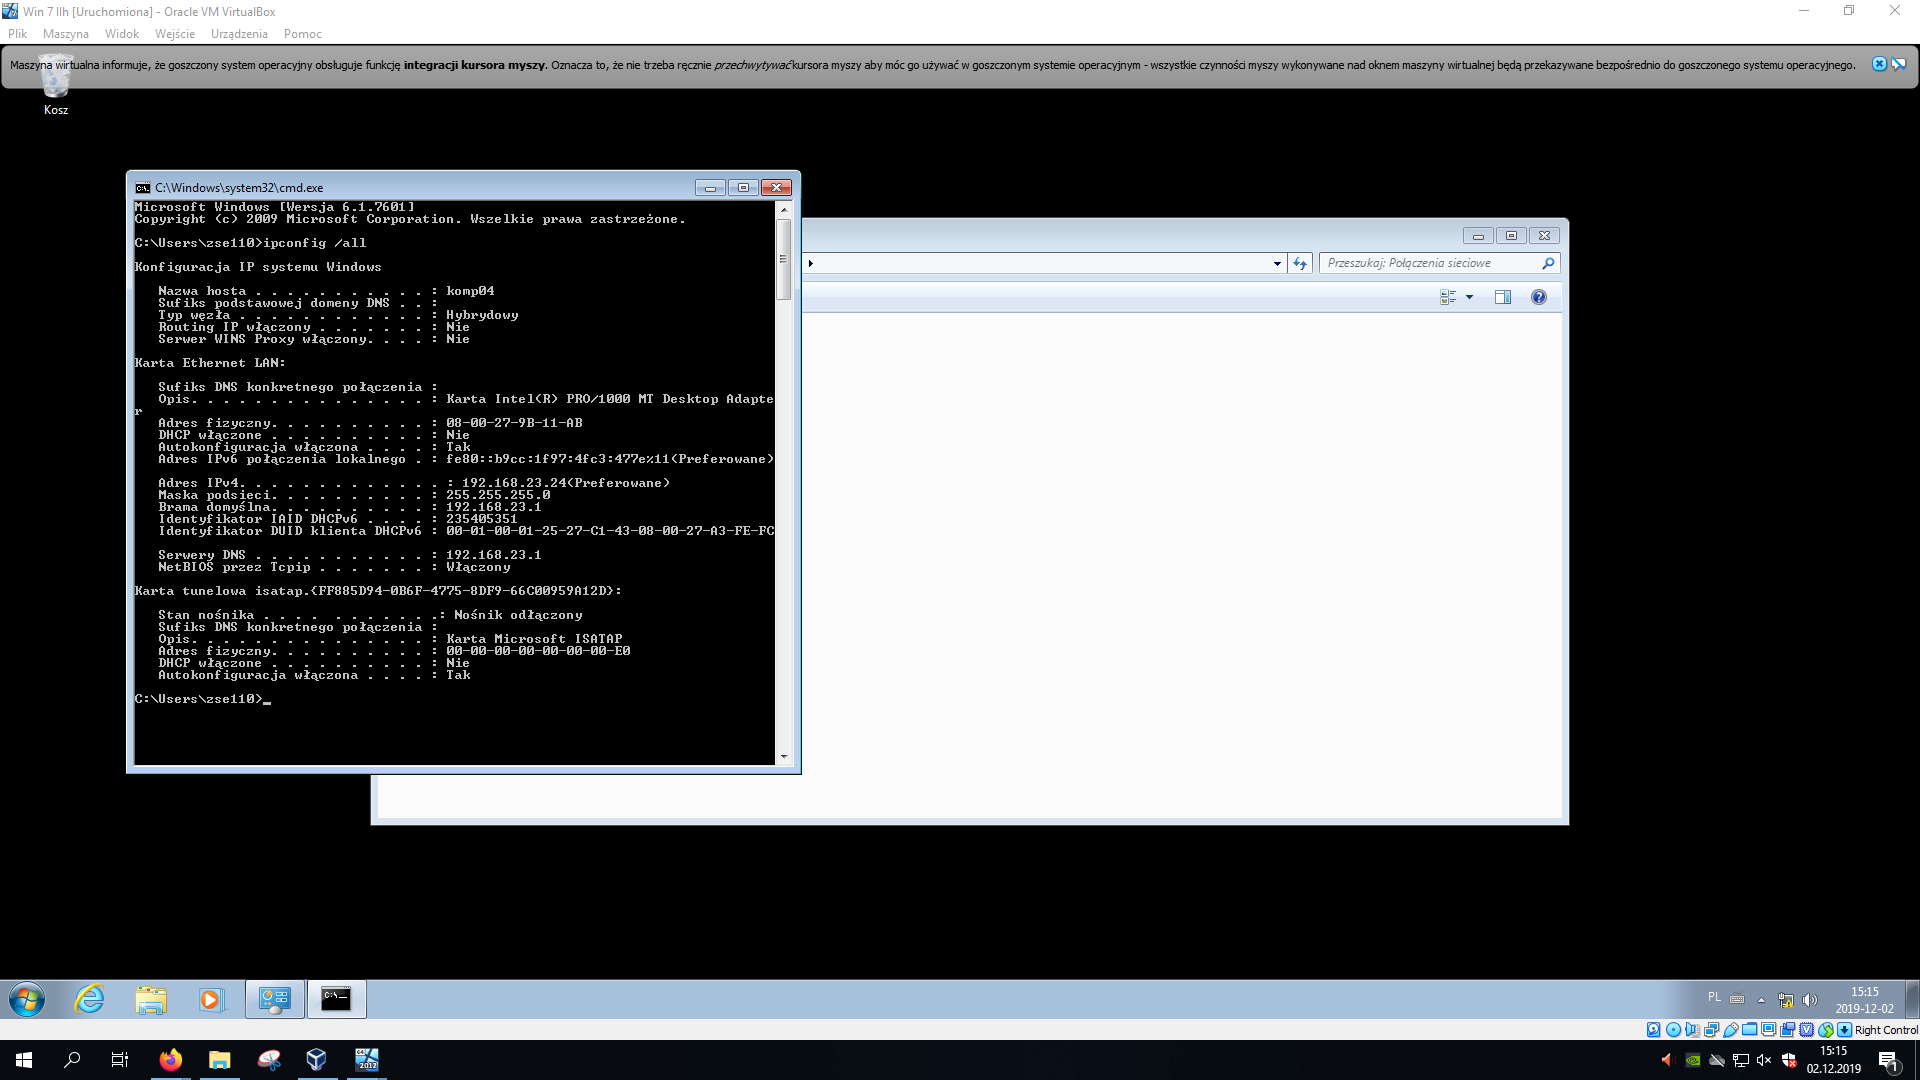 Win 7 IIh [Uruchomiona] - Oracle VM VirtualBox
Plik Maszyna Widok Wejście Urządzenia Pomoc
Maszyna wirtualna informuje, że goszczony system operacyjny obsługuje funkcję integracji kursora myszy. Oznacza to, że nie trzeba ręcznie przechwytywać kursora myszy aby móc go używać w goszczonym systemie operacyjnym - wszystkie czynności myszy wykonywane nad oknem maszyny wirtualnej będą przekazywane bezpośrednio do goszczonego systemu operacyjnego.
Kosz
C:\Windows\system32\cmd.exe
Microsoft Windows [Wersja 6.1.7601]
Copyright (c) 2009 Microsoft Corporation. Wszelkie prawa zastrzeżone.
C:\Users\zse110>ipconfig /all
Konfiguracja IP systemu Windows
Nazwa hosta . . . . . . . . . . . : komp04
Sufiks podstawowej domeny DNS . . :
Typ węzła . . . . . . . . . . . . : Hybrydowy
Routing IP włączony . . . . . . . : Nie
Serwer WINS Proxy włączony. . . . : Nie
Karta Ethernet LAN:
Sufiks DNS konkretnego połączenia :
Opis. . . . . . . . . . . . . . . : Karta Intel(R) PRO/1000 MT Desktop Adapte
r
Adres fizyczny. . . . . . . . . . : 08-00-27-9B-11-AB
DHCP włączone . . . . . . . . . . : Nie
Autokonfiguracja włączona . . . . : Tak
Adres IPv6 połączenia lokalnego . : fe80::b9cc:1f97:4fc3:477e%11(Preferowane)
Adres IPv4. . . . . . . . . . . . . : 192.168.23.24(Preferowane)
Maska podsieci. . . . . . . . . . : 255.255.255.0
Brama domyślna. . . . . . . . . . : 192.168.23.1
Identyfikator IAID DHCPv6 . . . . : 235405351
Identyfikator DUID klienta DHCPv6 : 00-01-00-01-25-27-C1-43-08-00-27-A3-FE-FC
Serwery DNS . . . . . . . . . . . : 192.168.23.1
NetBIOS przez Tcpip . . . . . . . : Włączony
Karta tunelowa isatap.{FF885D94-0B6F-4775-8DF9-66C00959A12D}:
Stan nośnika . . . . . . . . . . . .: Nośnik odłączony
Sufiks DNS konkretnego połączenia :
Opis. . . . . . . . . . . . . . . : Karta Microsoft ISATAP
Adres fizyczny. . . . . . . . . . : 00-00-00-00-00-00-00-E0
DHCP włączone . . . . . . . . . . : Nie
Autokonfiguracja włączona . . . . : Tak
C:\Users\zse110>_
Przeszukaj: Połączenia sieciowe
PL
15:15
2019-12-02
Right Control
15:15
02.12.2019
1
C4
2012